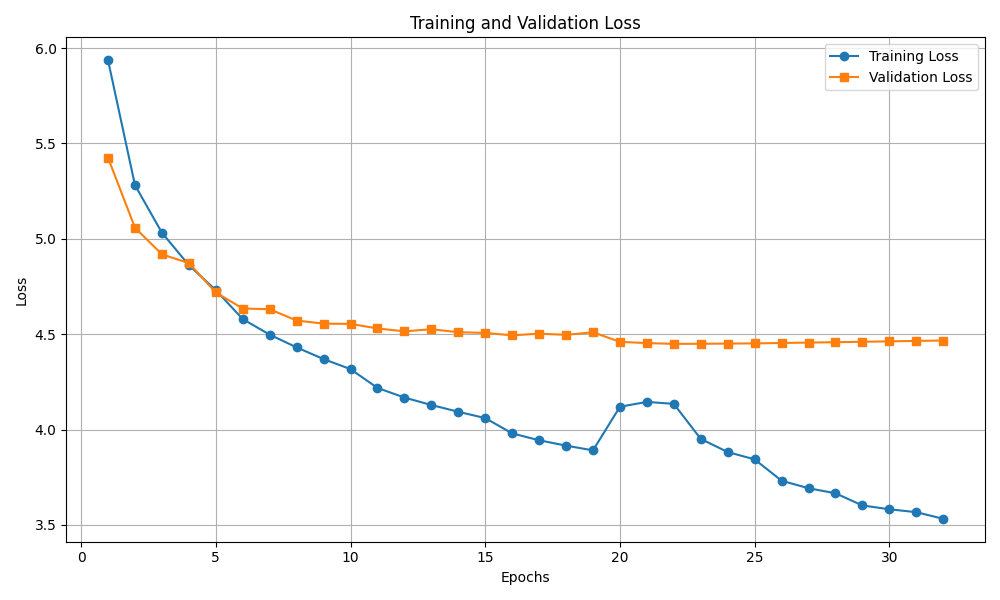 Training and Validation Loss
Training Loss
Validation Loss
6.0
5.5
5.0
4.5
4.0
3.5
Loss
0 5 10 15 20 25 30
Epochs